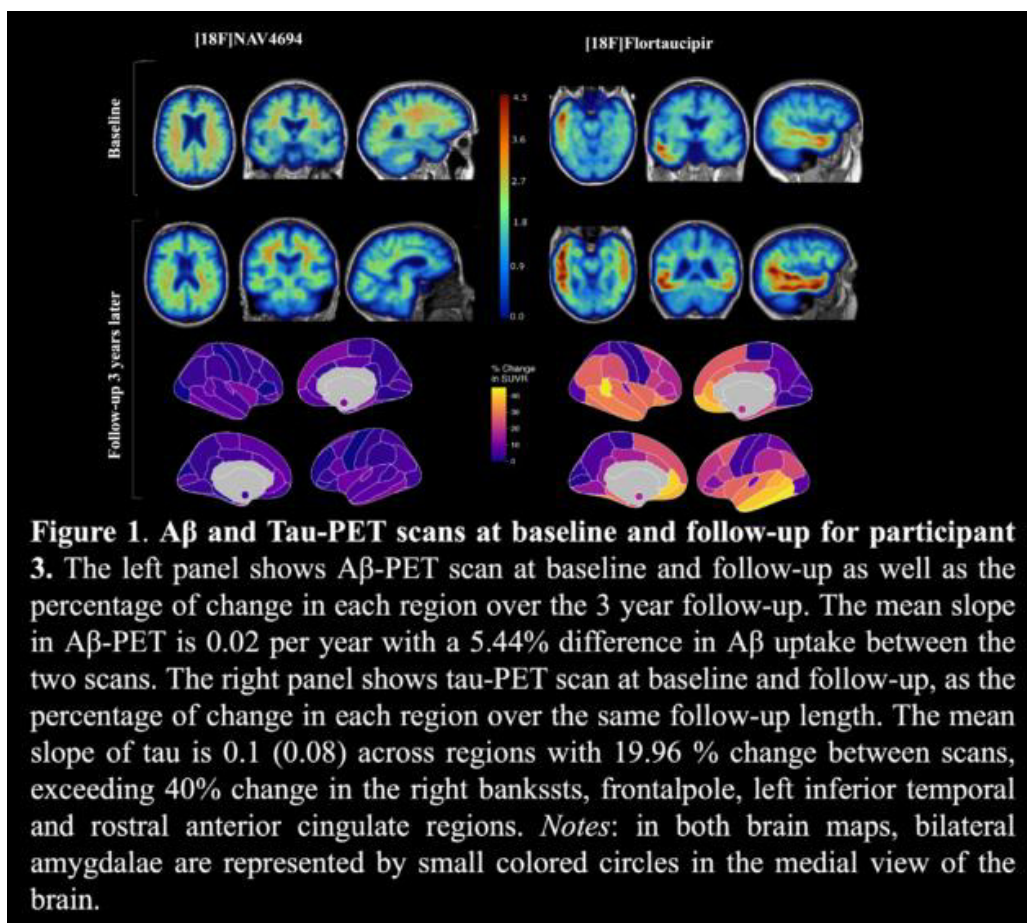 [18F]NAV4694
[18F]Flortaucipir
Baseline
4.5
3.6
2.7
1.8
0.9
0.0
Follow-up 3 years later
% Change
in SUVR
40
30
20
10
0
Figure 1. Aβ and Tau-PET scans at baseline and follow-up for participant
3. The left panel shows Aβ-PET scan at baseline and follow-up as well as the
percentage of change in each region over the 3 year follow-up. The mean slope
in Aβ-PET is 0.02 per year with a 5.44% difference in Aβ uptake between the
two scans. The right panel shows tau-PET scan at baseline and follow-up, as the
percentage of change in each region over the same follow-up length. The mean
slope of tau is 0.1 (0.08) across regions with 19.96 % change between scans,
exceeding 40% change in the right bankssts, frontalpole, left inferior temporal
and rostral anterior cingulate regions. Notes: in both brain maps, bilateral
amygdalae are represented by small colored circles in the medial view of the
brain.